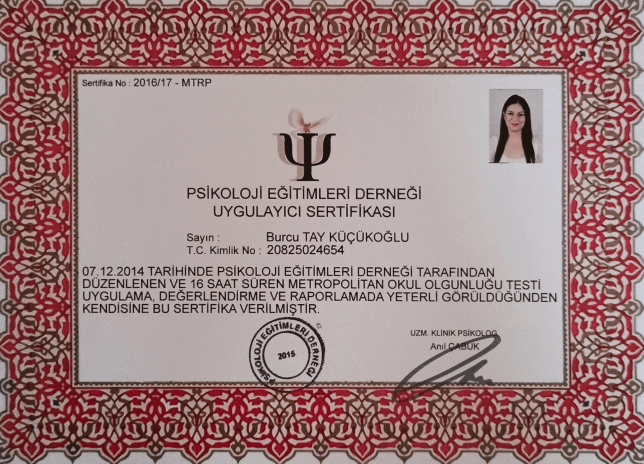 Sertifika No : 2016/17 - MTRP
PSİKOLOJİ EĞİTİMLERİ DERNEĞİ
UYGULAYICI SERTİFİKASI
Sayın : Burcu TAY KÜÇÜKOĞLU
T.C. Kimlik No : 20825024654
07.12.2014 TARİHİNDE PSİKOLOJİ EĞİTİMLERİ DERNEĞİ TARAFINDAN
DÜZENLENEN VE 16 SAAT SÜREN METROPOLİTAN OKUL OLGUNLUĞU TESTİ
UYGULAMA, DEĞERLENDİRME VE RAPORLAMADA YETERLİ GÖRÜLDÜĞÜNDEN
KENDİSİNE BU SERTİFİKA VERİLMİŞTİR.
UZM. KLİNİK PSİKOLOG
Anıl ÇABUK
PSİKOLOJİ EĞİTİMLERİ DERNEĞİ
2015